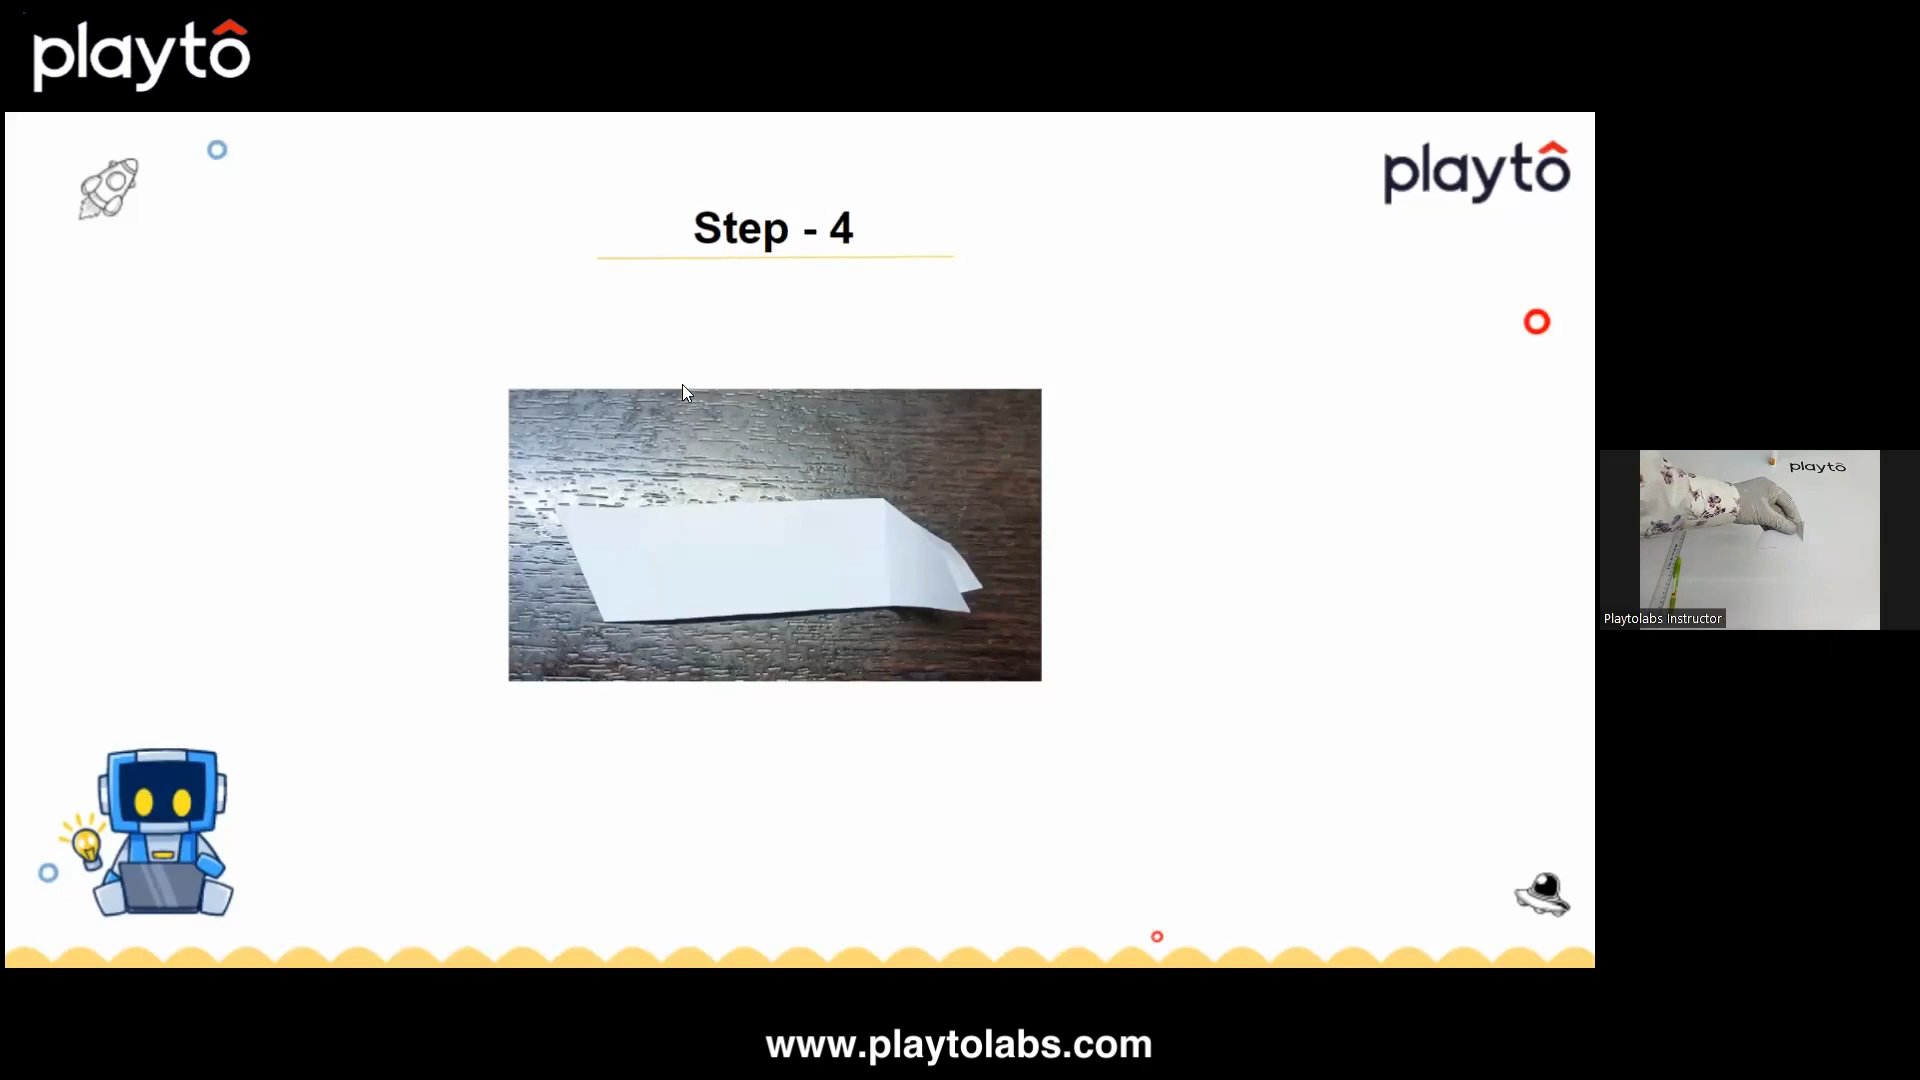 playtô
playtô
Step - 4
playtô
Playtolabs Instructor
www.playtolabs.com